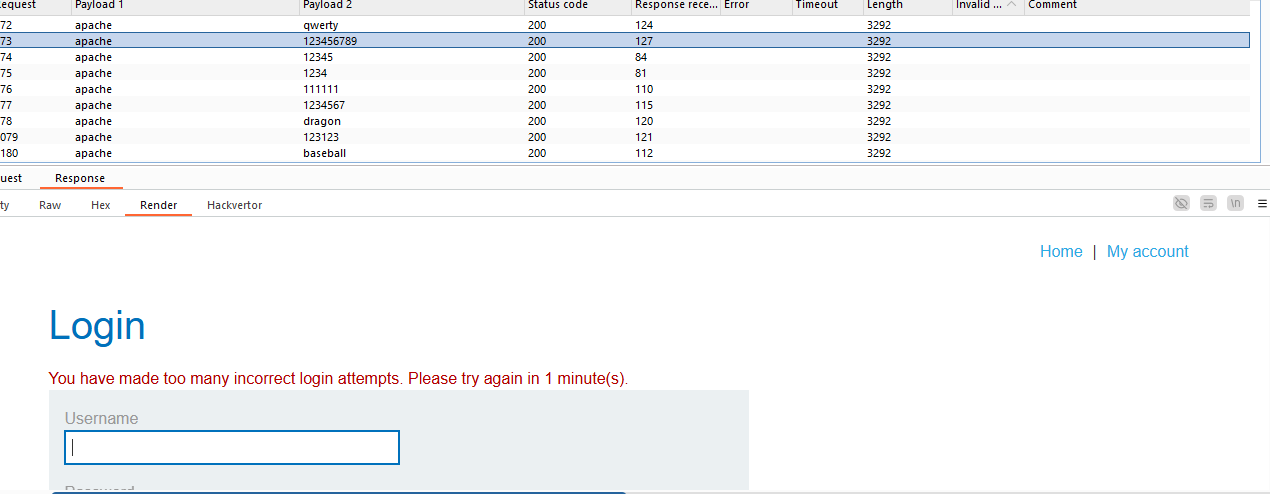 equest Payload 1 Payload 2 Status code Response rece... Error Timeout Length Invalid ... Comment
72 apache qwerty 200 124 3292
73 apache 123456789 200 127 3292
74 apache 12345 200 84 3292
75 apache 1234 200 81 3292
76 apache 111111 200 110 3292
77 apache 1234567 200 115 3292
78 apache dragon 200 120 3292
079 apache 123123 200 121 3292
180 apache baseball 200 112 3292
uest Response
ty Raw Hex Render Hackvertor \n
Home | My account
Login
You have made too many incorrect login attempts. Please try again in 1 minute(s).
Username
Password